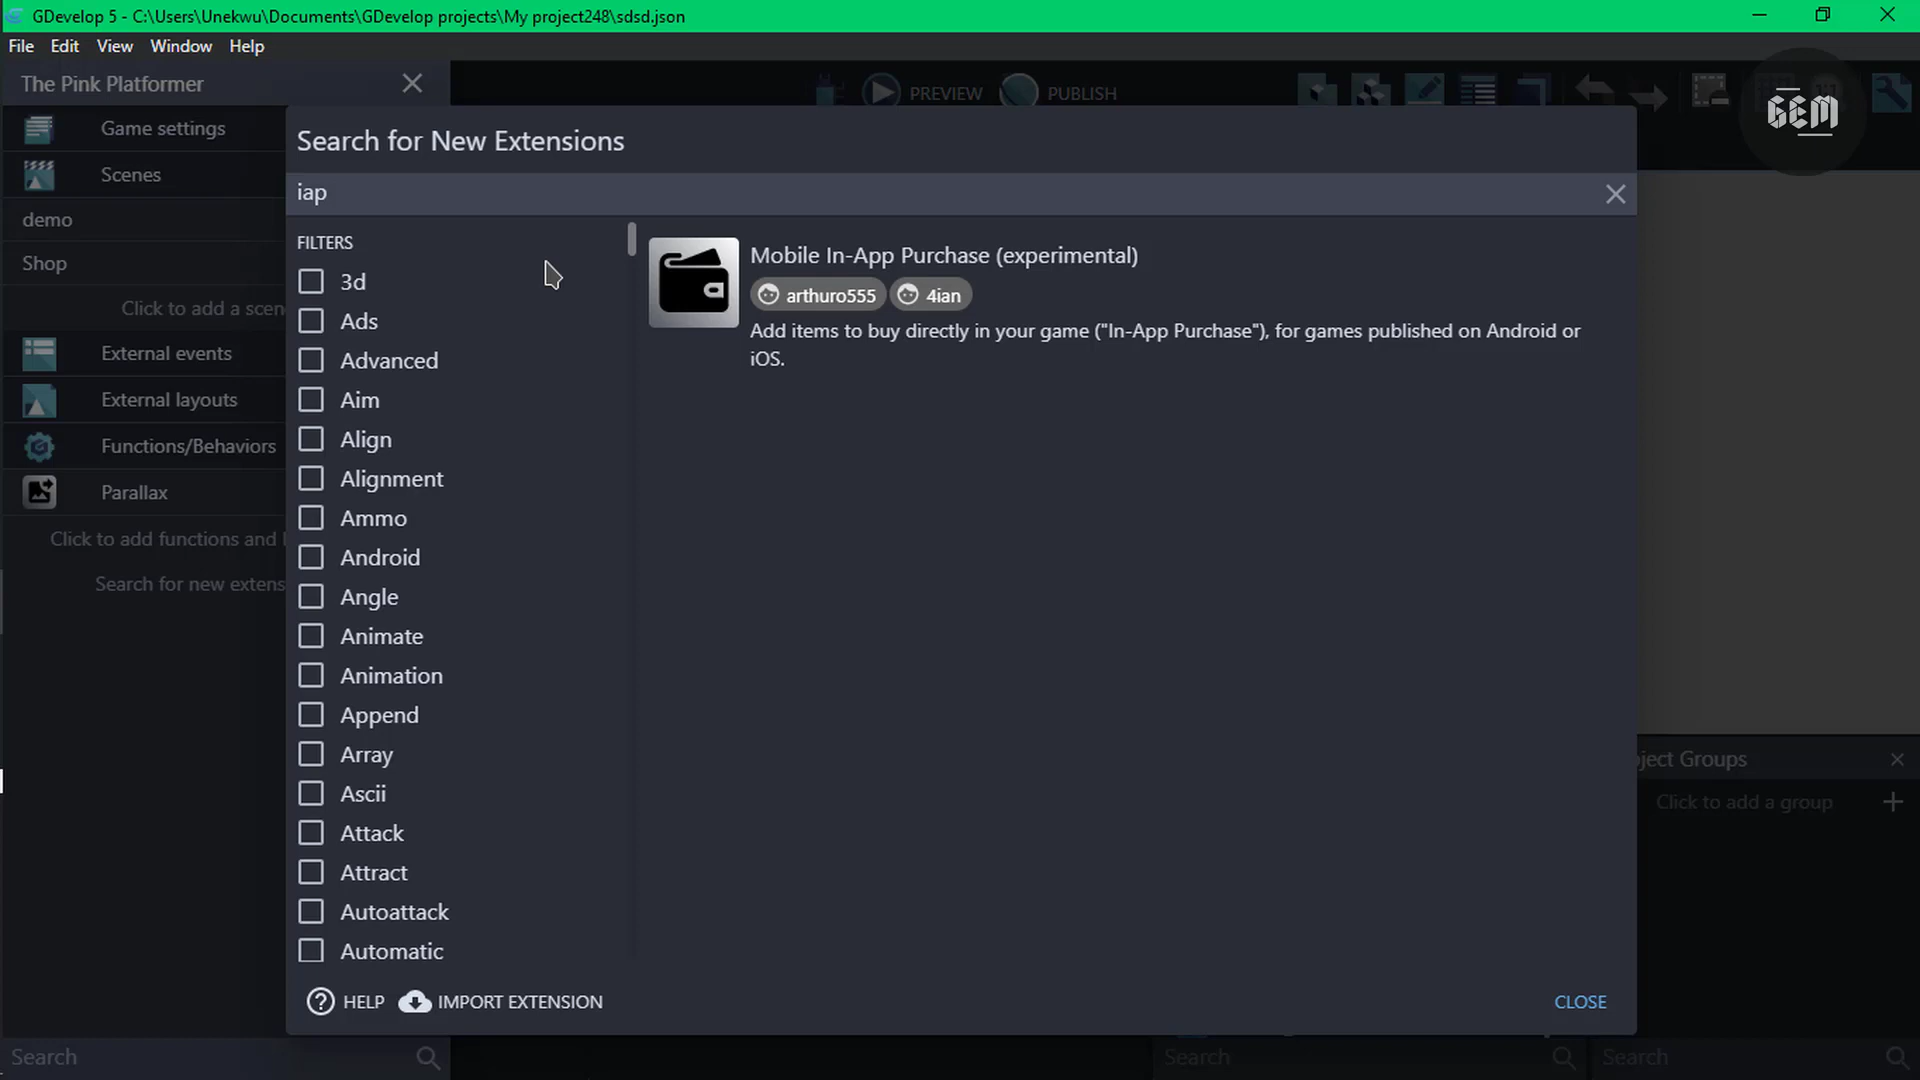 GDevelop 5 - C:\Users\Unekwu\Documents\GDevelop projects\My project248\sdsd.json
File Edit View Window Help
The Pink Platformer
PREVIEW PUBLISH
GEM
Game settings
Scenes
demo
Shop
Click to add a scen
External events
External layouts
Functions/Behaviors
Parallax
Click to add functions and
Search for new extens
Search for New Extensions
iap
FILTERS
3d
Ads
Advanced
Aim
Align
Alignment
Ammo
Android
Angle
Animate
Animation
Append
Array
Ascii
Attack
Attract
Autoattack
Automatic
Mobile In-App Purchase (experimental)
arthuro555 4ian
Add items to buy directly in your game ("In-App Purchase"), for games published on Android or
iOS.
HELP IMPORT EXTENSION
CLOSE
ject Groups
Click to add a group
Search
Search
Search